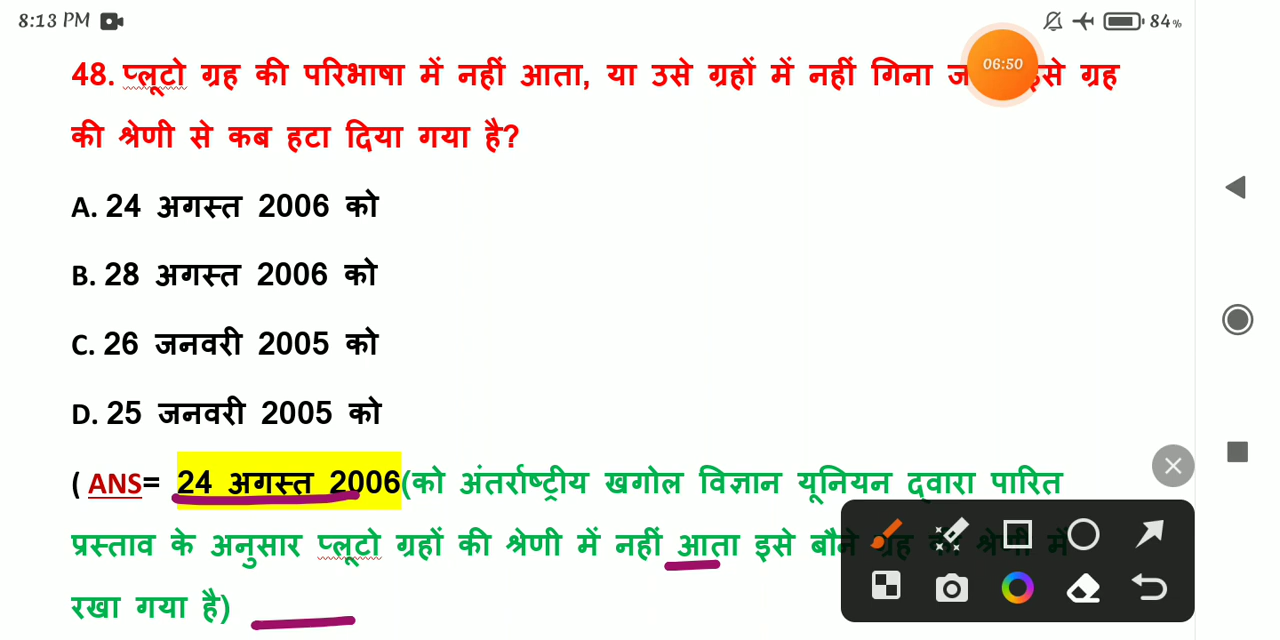 8:13 PM
84%
06:50
48. प्लूटो ग्रह की परिभाषा में नहीं आता, या उसे ग्रहों में नहीं गिना ग्रह
की श्रेणी से कब हटा दिया गया है?
A. 24 अगस्त 2006 को
B. 28 अगस्त 2006 को
C. 26 जनवरी 2005 को
D. 25 जनवरी 2005 को
( ANS= 24 अगस्त 2006(को अंतर्राष्ट्रीय खगोल विज्ञान यूनियन द्वारा पारित
प्रस्ताव के अनुसार प्लूटो ग्रहों की श्रेणी में नहीं आता इसे बौने ग्रह की श्रेणी में
रखा गया है)